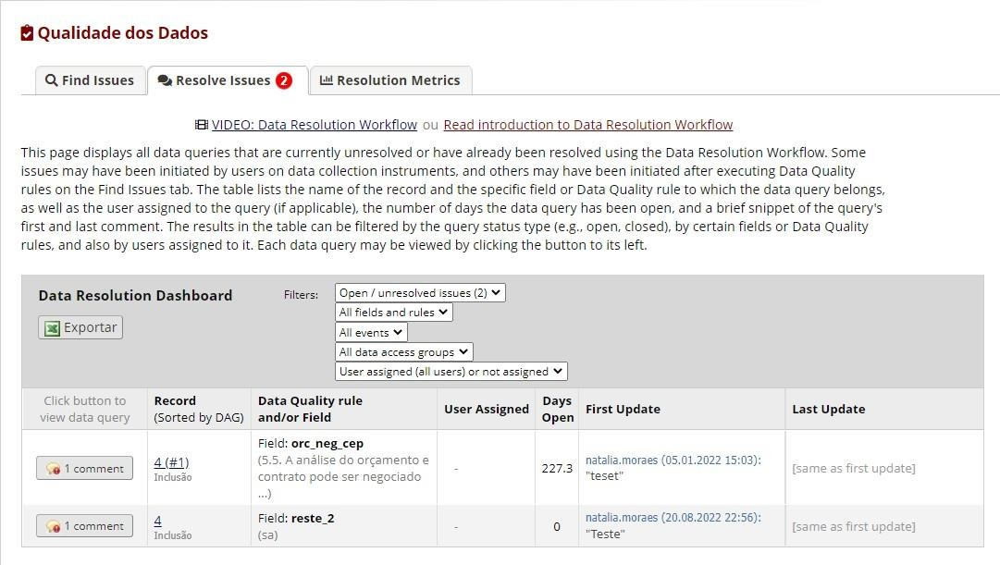 Qualidade dos Dados
Find Issues
Resolve Issues 2
Resolution Metrics
VIDEO: Data Resolution Workflow ou Read introduction to Data Resolution Workflow
This page displays all data queries that are currently unresolved or have already been resolved using the Data Resolution Workflow. Some
issues may have been initiated by users on data collection instruments, and others may have been initiated after executing Data Quality
rules on the Find Issues tab. The table lists the name of the record and the specific field or Data Quality rule to which the data query belongs,
as well as the user assigned to the query (if applicable), the number of days the data query has been open, and a brief snippet of the query's
first and last comment. The results in the table can be filtered by the query status type (e.g., open, closed), by certain fields or Data Quality
rules, and also by users assigned to it. Each data query may be viewed by clicking the button to its left.
Data Resolution Dashboard
Exportar
Filters:
Open / unresolved issues (2)
All fields and rules
All events
All data access groups
User assigned (all users) or not assigned
Click button to
view data query
Record
(Sorted by DAG)
Data Quality rule
and/or Field
User Assigned
Days
Open
First Update
Last Update
1 comment
4 (#1)
Inclusão
Field: orc_neg_cep
(5.5. A análise do orçamento e
contrato pode ser negociado
...)
-
227.3
natalia.moraes (05.01.2022 15:03):
"teset"
[same as first update]
1 comment
4
Inclusão
Field: reste_2
(sa)
-
0
natalia.moraes (20.08.2022 22:56):
"Teste"
[same as first update]